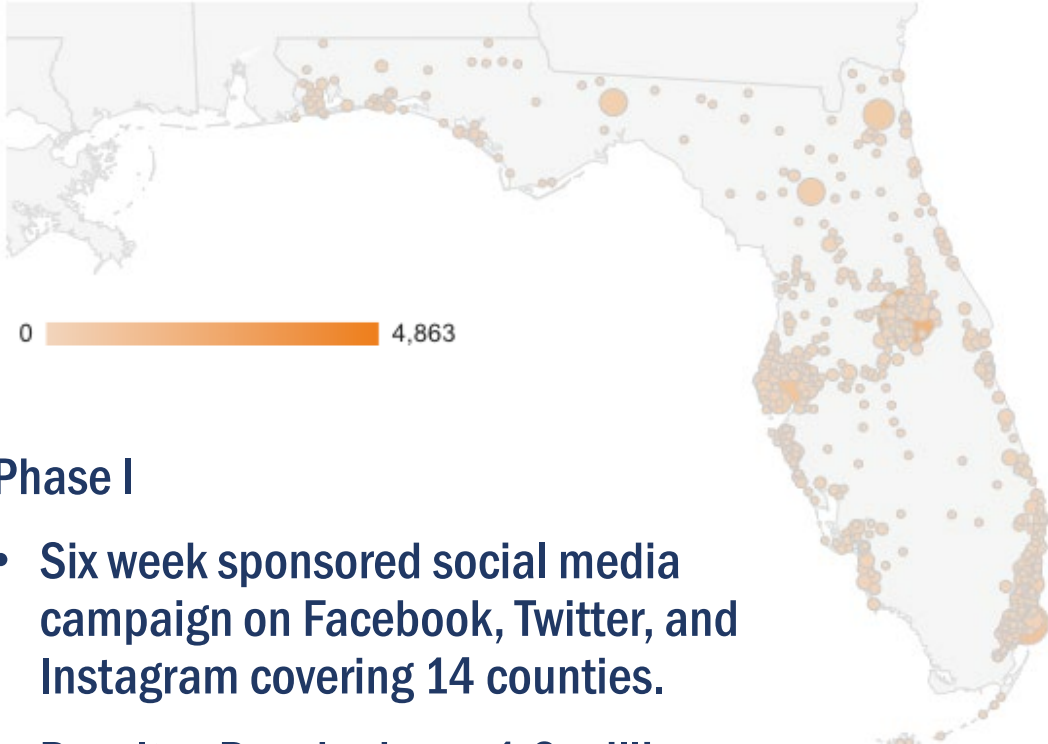 0 4,863
Phase I
• Six week sponsored social media
campaign on Facebook, Twitter, and
Instagram covering 14 counties.